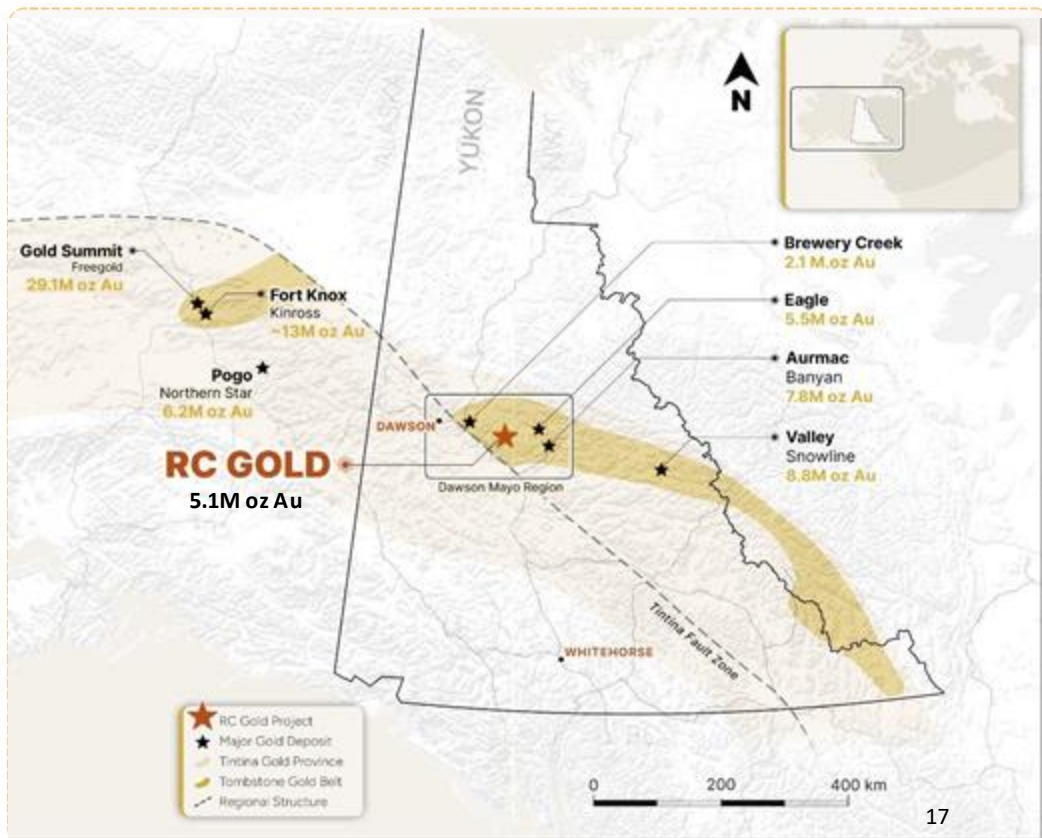 N
YUKON
NWT
ALASKA
Gold Summit
Freegold
29.1M oz Au
Fort Knox
Kinross
~13M oz Au
Pogo
Northern Star
6.2M oz Au
Brewery Creek
2.1 M.oz Au
Eagle
5.5M oz Au
Aurmac
Banyan
7.8M oz Au
Valley
Snowline
8.8M oz Au
DAWSON
RC GOLD
5.1M oz Au
Dawson Mayo Region
Tintina Fault Zone
WHITEHORSE
BC
RC Gold Project
Major Gold Deposit
Tintina Gold Province
Tombstone Gold Belt
Regional Structure
0 200 400 km
17